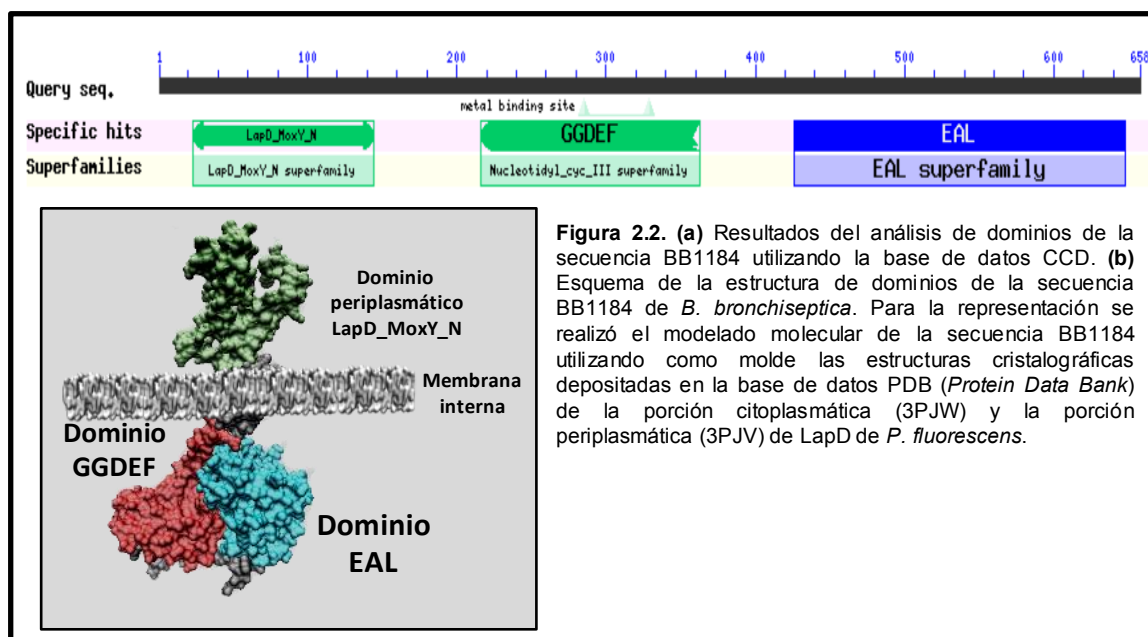 1 100 200 300 400 500 600 658
Query seq.
metal binding site
Specific hits LapD_MoxY_N GGDEF EAL
Superfamilies LapD_MoxY_N superfamily Nucleotidyl_cyc_III superfamily EAL superfamily
Dominio
periplasmático
LapD_MoxY_N
Membrana
interna
Dominio
GGDEF
Dominio
EAL
Figura 2.2. (a) Resultados del análisis de dominios de la
secuencia BB1184 utilizando la base de datos CCD. (b)
Esquema de la estructura de dominios de la secuencia
BB1184 de B. bronchiseptica. Para la representación se
realizó el modelado molecular de la secuencia BB1184
utilizando como molde las estructuras cristalográficas
depositadas en la base de datos PDB (Protein Data Bank)
de la porción citoplasmática (3PJW) y la porción
periplasmática (3PJV) de LapD de P. fluorescens.